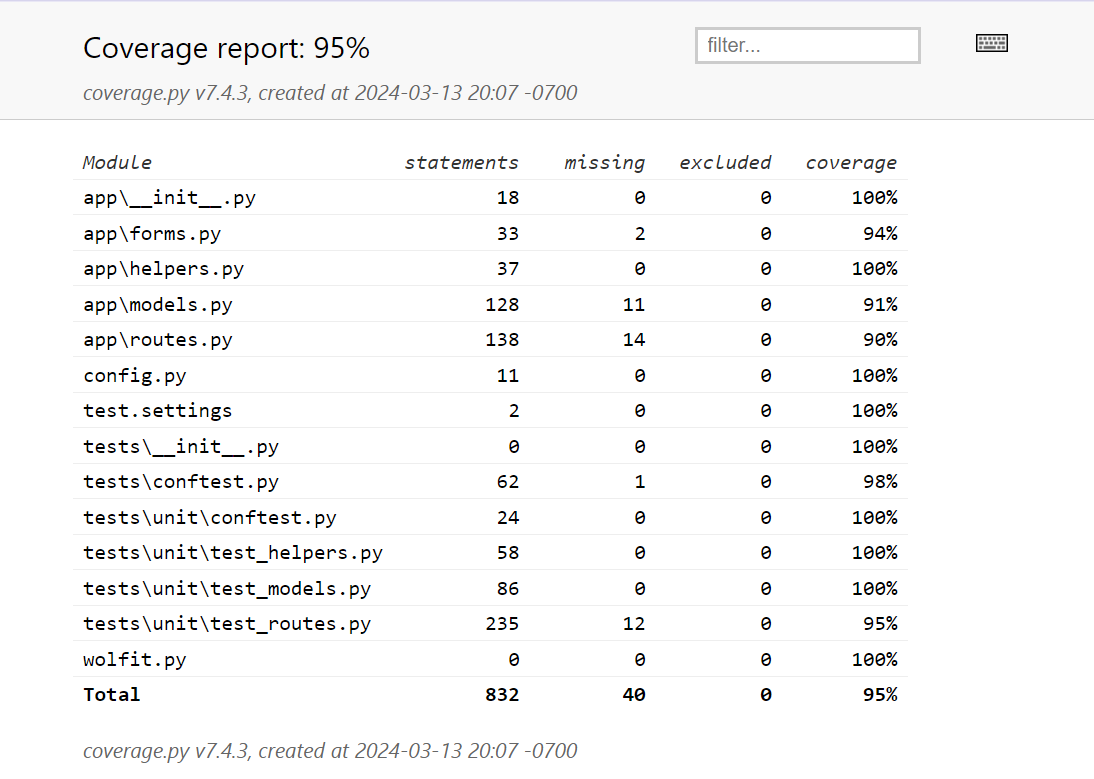 Coverage report: 95%
filter...
coverage.py v7.4.3, created at 2024-03-13 20:07 -0700
Module statements missing excluded coverage
app\__init__.py 18 0 0 100%
app\forms.py 33 2 0 94%
app\helpers.py 37 0 0 100%
app\models.py 128 11 0 91%
app\routes.py 138 14 0 90%
config.py 11 0 0 100%
test.settings 2 0 0 100%
tests\__init__.py 0 0 0 100%
tests\conftest.py 62 1 0 98%
tests\unit\conftest.py 24 0 0 100%
tests\unit\test_helpers.py 58 0 0 100%
tests\unit\test_models.py 86 0 0 100%
tests\unit\test_routes.py 235 12 0 95%
wolfit.py 0 0 0 100%
Total 832 40 0 95%
coverage.py v7.4.3, created at 2024-03-13 20:07 -0700